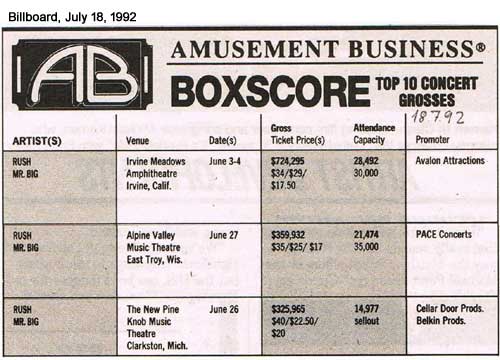 Billboard, July 18, 1992
AB
AMUSEMENT BUSINESS®
BOXSCORE TOP 10 CONCERT
GROSSES
18 7.92
ARTIST(S) Venue Date(s) Gross Ticket Price(s) Attendance Capacity Promoter
RUSH Irvine Meadows June 3-4 $724,295 28,492 Avalon Attractions
MR. BIG Amphitheatre $34/$29/ 30,000
Irvine, Calif. $17.50
RUSH Alpine Valley June 27 $359,932 21,474 PACE Concerts
MR. BIG Music Theatre $35/$25/ $17 35,000
East Troy, Wis.
RUSH The New Pine June 26 $325,965 14,977 Cellar Door Prods.
MR. BIG Knob Music $40/$22.50/ sellout Belkin Prods.
Theatre $20
Clarkston, Mich.